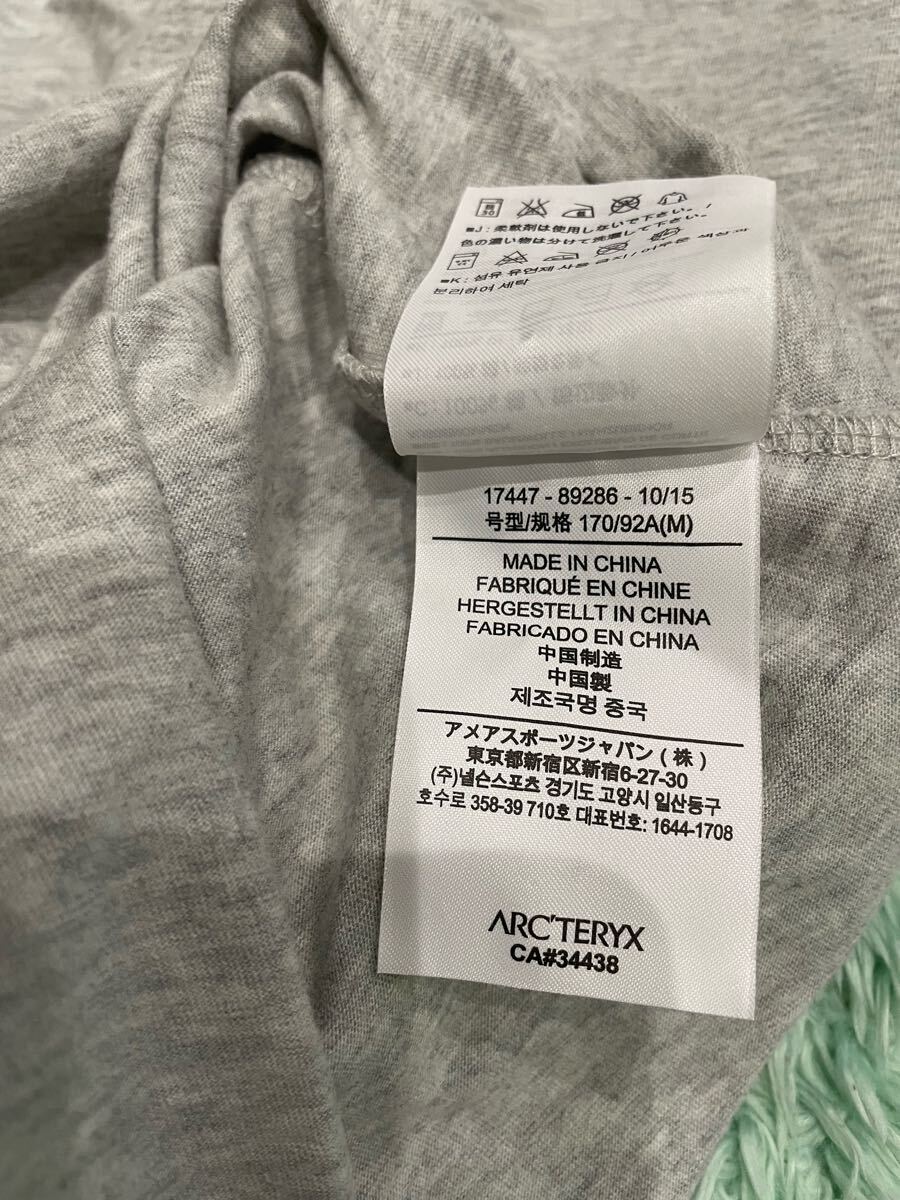 ■J : 柔軟剤は使用しないで下さい。/
色の濃い物は分けて洗濯して下さい。
■K : 섬유 유연제 사용 금지 / 어두운 색상과
분리하여 세탁
17447 - 89286 - 10/15
号型/规格 170/92A(M)
MADE IN CHINA
FABRIQUÉ EN CHINE
HERGESTELLT IN CHINA
FABRICADO EN CHINA
中国制造
中国製
제조국명 중국
アメアスポーツジャパン ( 株 )
東京都新宿区新宿6-27-30
(주)넬슨스포츠 경기도 고양시 일산동구
호수로 358-39 710호 대표번호: 1644-1708
ARC'TERYX
CA#34438